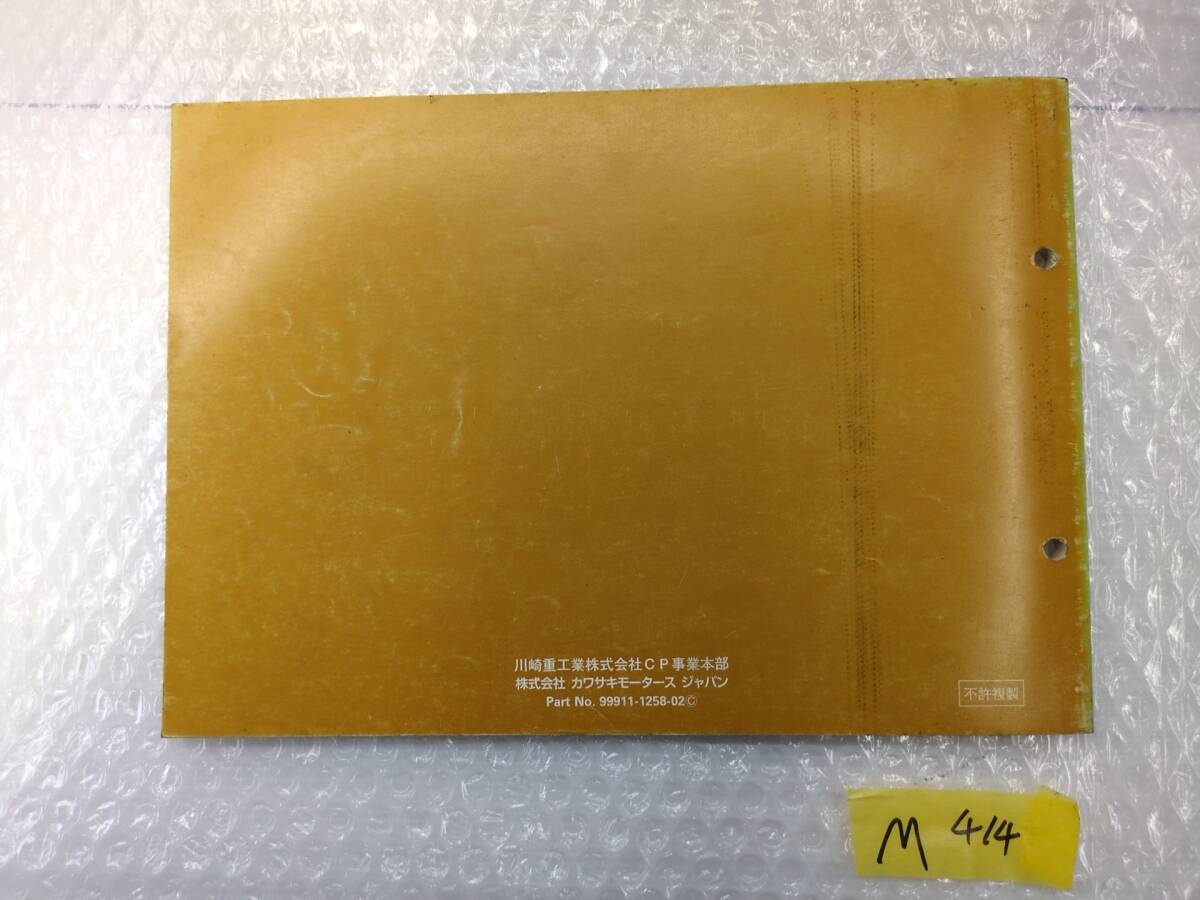 川崎重工業株式会社CP事業本部
株式会社 カワサキモータース ジャパン
Part No. 99911-1258-02Ⓒ
不許複製
M 414